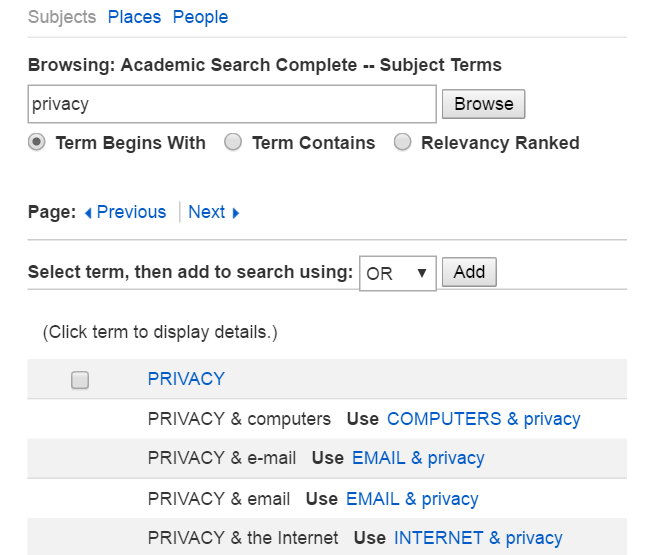 Subjects Places People
Browsing: Academic Search Complete -- Subject Terms
privacy Browse
Term Begins With Term Contains Relevancy Ranked
Page: Previous Next
Select term, then add to search using: OR Add
(Click term to display details.)
PRIVACY
PRIVACY & computers Use COMPUTERS & privacy
PRIVACY & e-mail Use EMAIL & privacy
PRIVACY & email Use EMAIL & privacy
PRIVACY & the Internet Use INTERNET & privacy